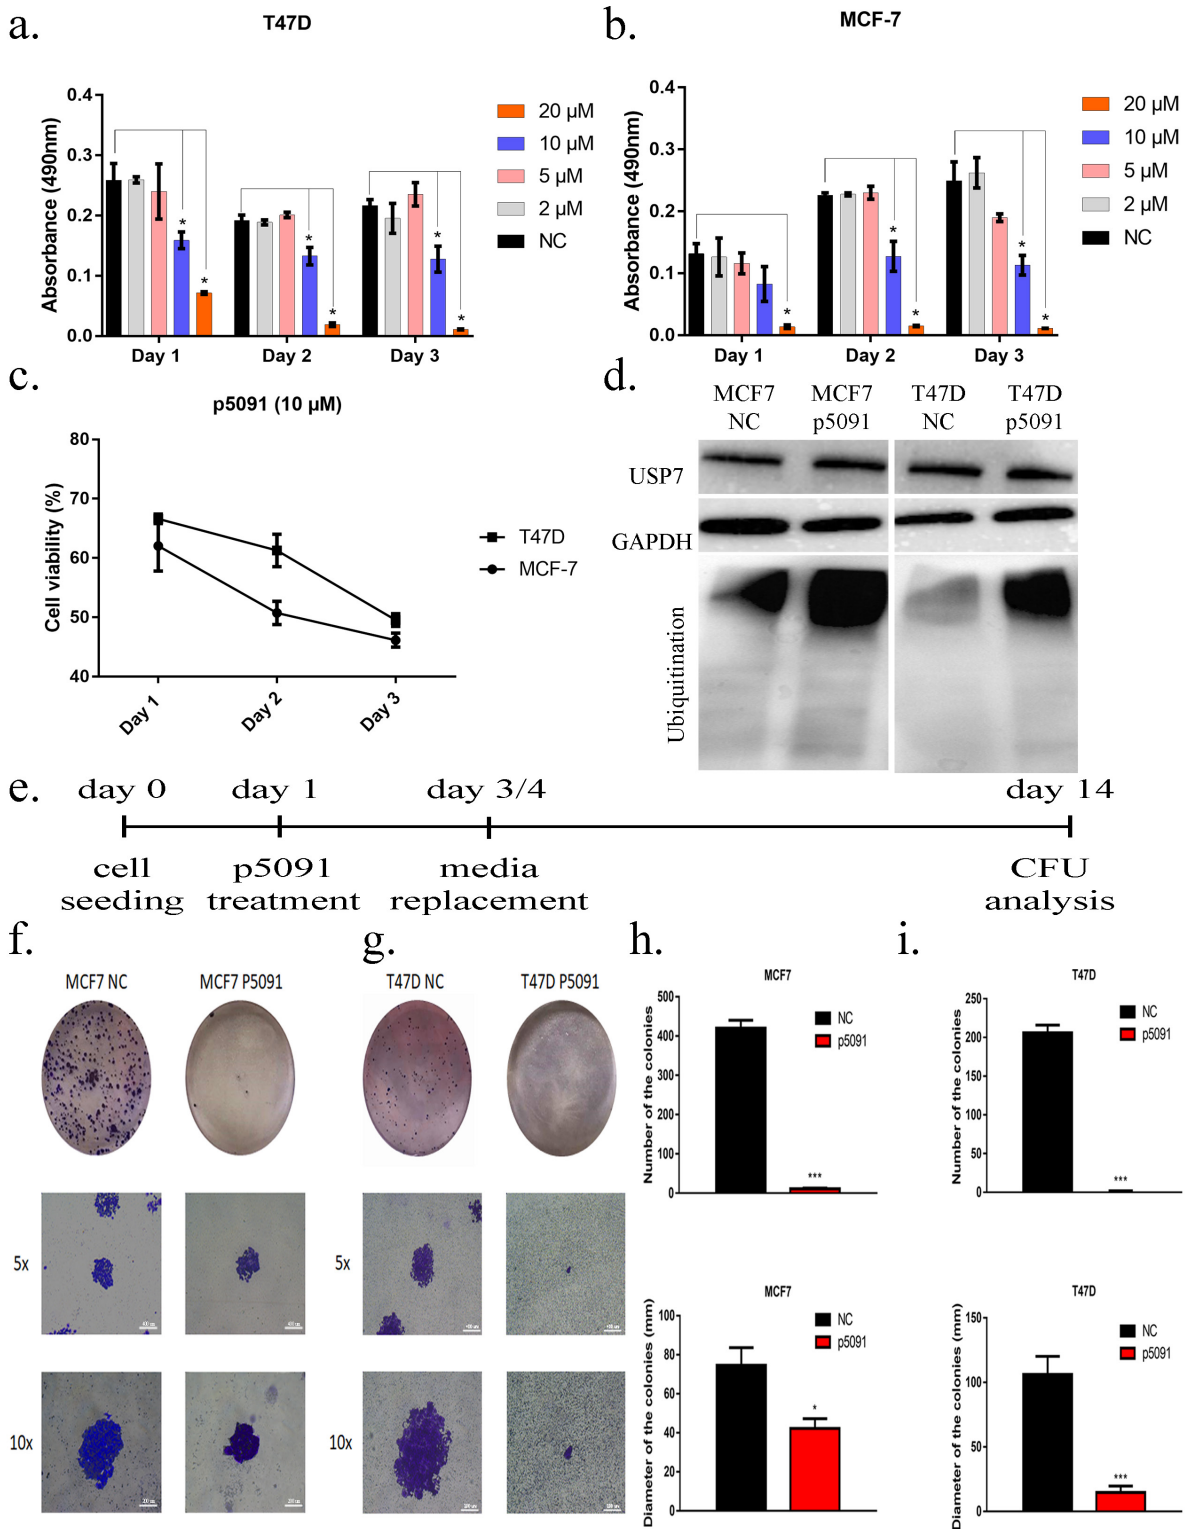 a.
T47D
Absorbance (490nm)
0.4
0.3
0.2
0.1
0.0
* * * * * *
Day 1 Day 2 Day 3
20 µM
10 µM
5 µM
2 µM
NC
b.
MCF-7
Absorbance (490nm)
0.4
0.3
0.2
0.1
0.0
* * * * *
Day 1 Day 2 Day 3
20 µM
10 µM
5 µM
2 µM
NC
c.
p5091 (10 µM)
Cell viability (%)
80
70
60
50
40
Day 1 Day 2 Day 3
T47D
MCF-7
d.
MCF7 MCF7 T47D T47D
NC p5091 NC p5091
USP7
GAPDH
Ubiquitination
e.
day 0 day 1 day 3/4 day 14
cell p5091 media CFU
seeding treatment replacement analysis
f.
MCF7 NC MCF7 P5091
5x
10x
g.
T47D NC T47D P5091
h.
MCF7
Number of the colonies
500
400
300
200
100
0
***
NC
p5091
MCF7
Diameter of the colonies (mm)
100
80
60
40
20
0
*
NC
p5091
i.
T47D
Number of the colonies
250
200
150
100
50
0
***
NC
p5091
T47D
Diameter of the colonies (mm)
150
100
50
0
***
NC
p5091